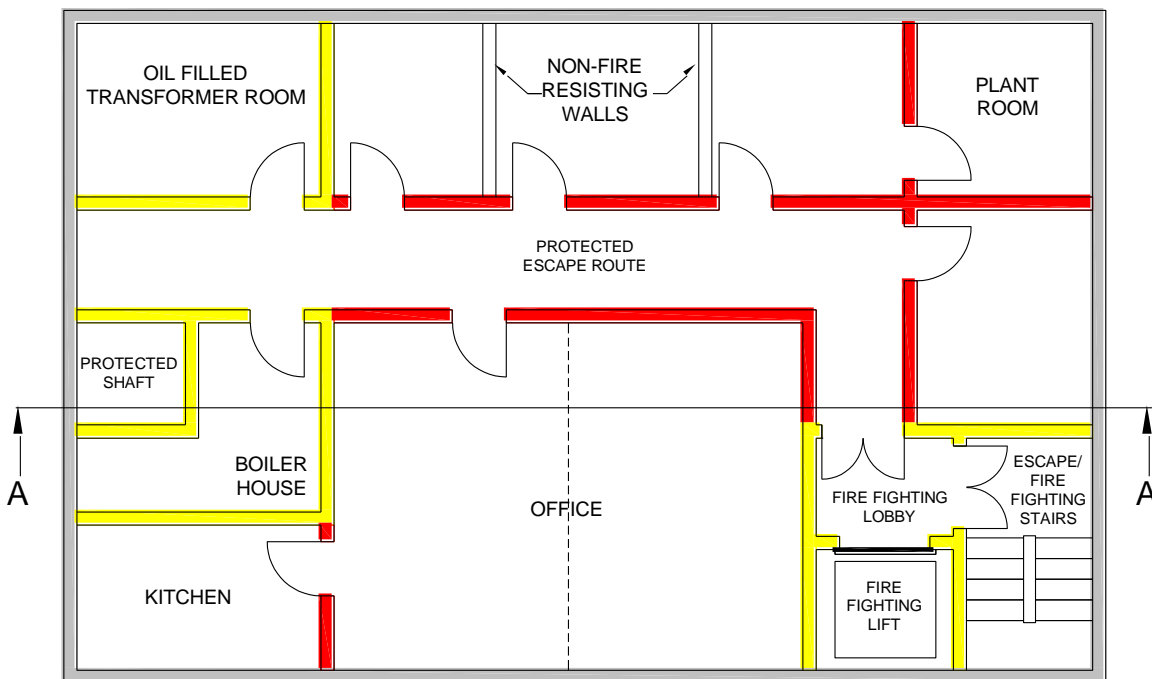 OIL FILLED
TRANSFORMER ROOM
NON-FIRE
RESISTING
WALLS
PLANT
ROOM
PROTECTED
ESCAPE ROUTE
PROTECTED
SHAFT
A
A
BOILER
HOUSE
OFFICE
FIRE FIGHTING
LOBBY
ESCAPE/
FIRE
FIGHTING
STAIRS
KITCHEN
FIRE
FIGHTING
LIFT